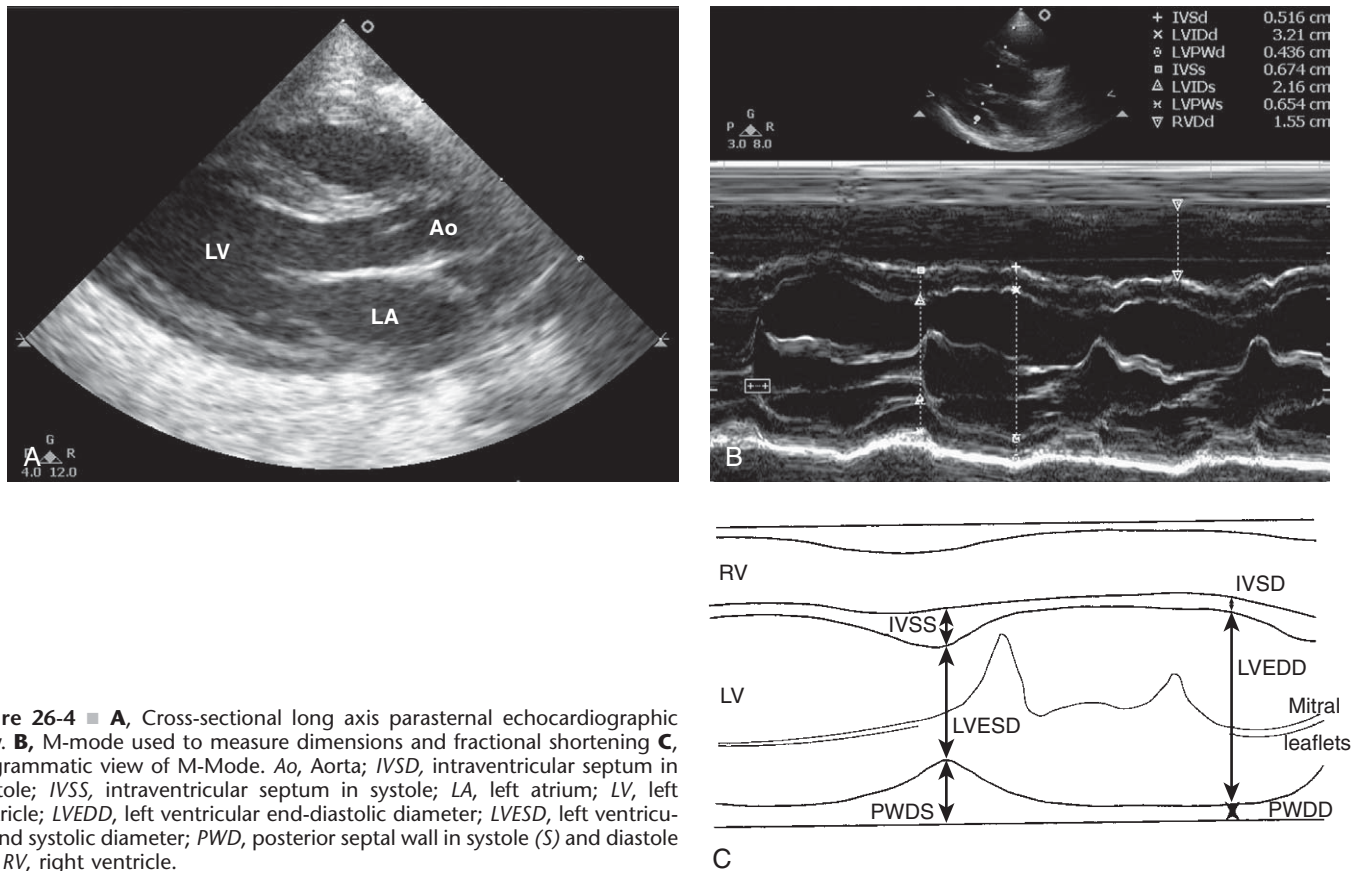 LV
Ao
LA
A
G
R
4.0 12.0
+ IVSd 0.516 cm
× LVIDd 3.21 cm
LVPWd 0.436 cm
IVSs 0.674 cm
LVIDs 2.16 cm
LVPWs 0.654 cm
RVDd 1.55 cm
G
P R
3.0 8.0
B
RV
IVSD
IVSS
LVEDD
LV
Mitral
leaflets
LVESD
PWDS
PWDD
C
re 26-4 ■ A, Cross-sectional long axis parasternal echocardiographic
. B, M-mode used to measure dimensions and fractional shortening C,
grammatic view of M-Mode. Ao, Aorta; IVSD, intraventricular septum in
tole; IVSS, intraventricular septum in systole; LA, left atrium; LV, left
ricle; LVEDD, left ventricular end-diastolic diameter; LVESD, left ventricu-
nd systolic diameter; PWD, posterior septal wall in systole (S) and diastole
RV, right ventricle.